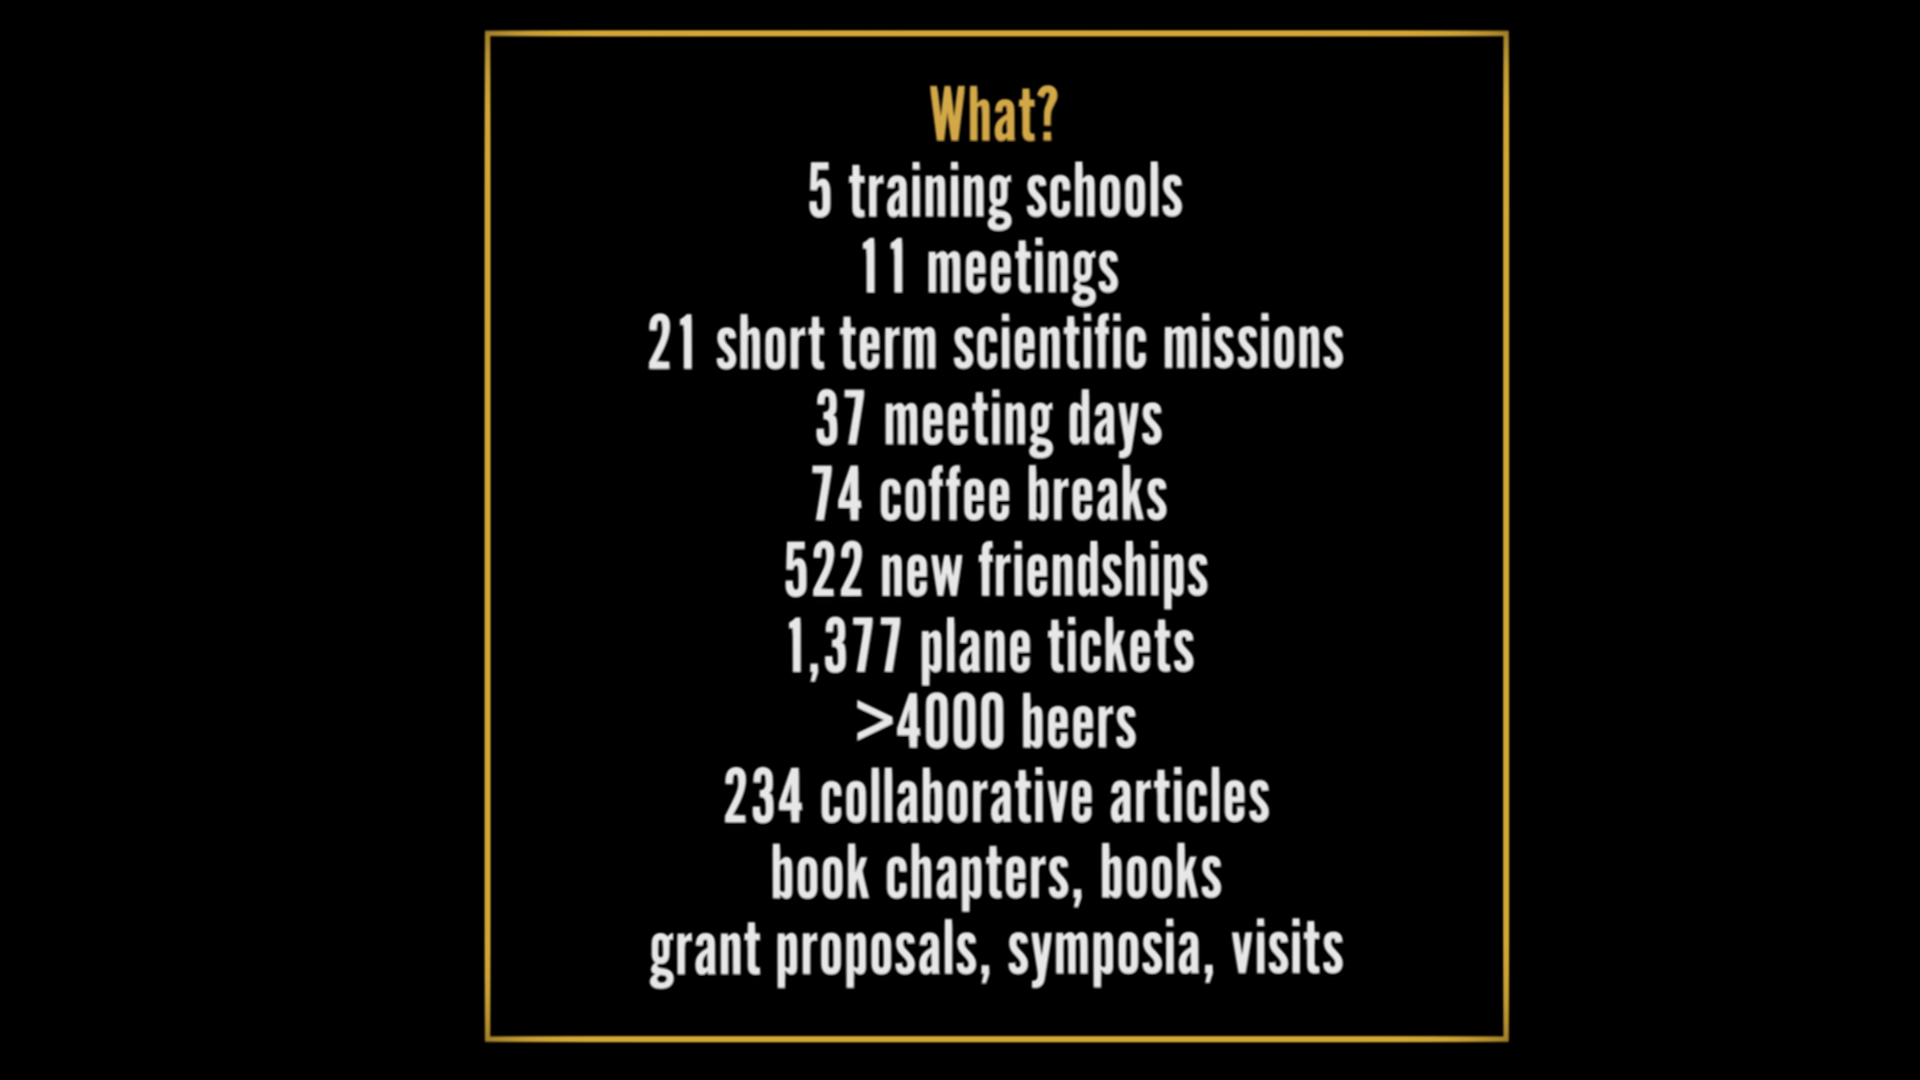 What?
5 training schools
11 meetings
21 short term scientific missions
37 meeting days
74 coffee breaks
522 new friendships
1,377 plane tickets
>4000 beers
234 collaborative articles
book chapters, books
grant proposals, symposia, visits